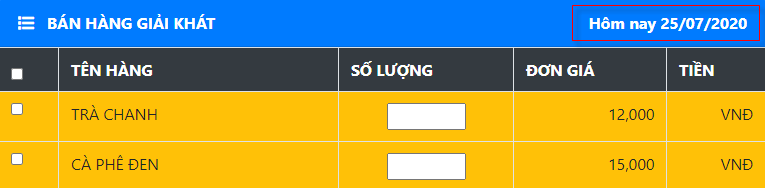 BÁN HÀNG GIẢI KHÁT Hôm nay 25/07/2020
TÊN HÀNG SỐ LƯỢNG ĐƠN GIÁ TIỀN
TRÀ CHANH 12,000 VNĐ
CÀ PHÊ ĐEN 15,000 VNĐ